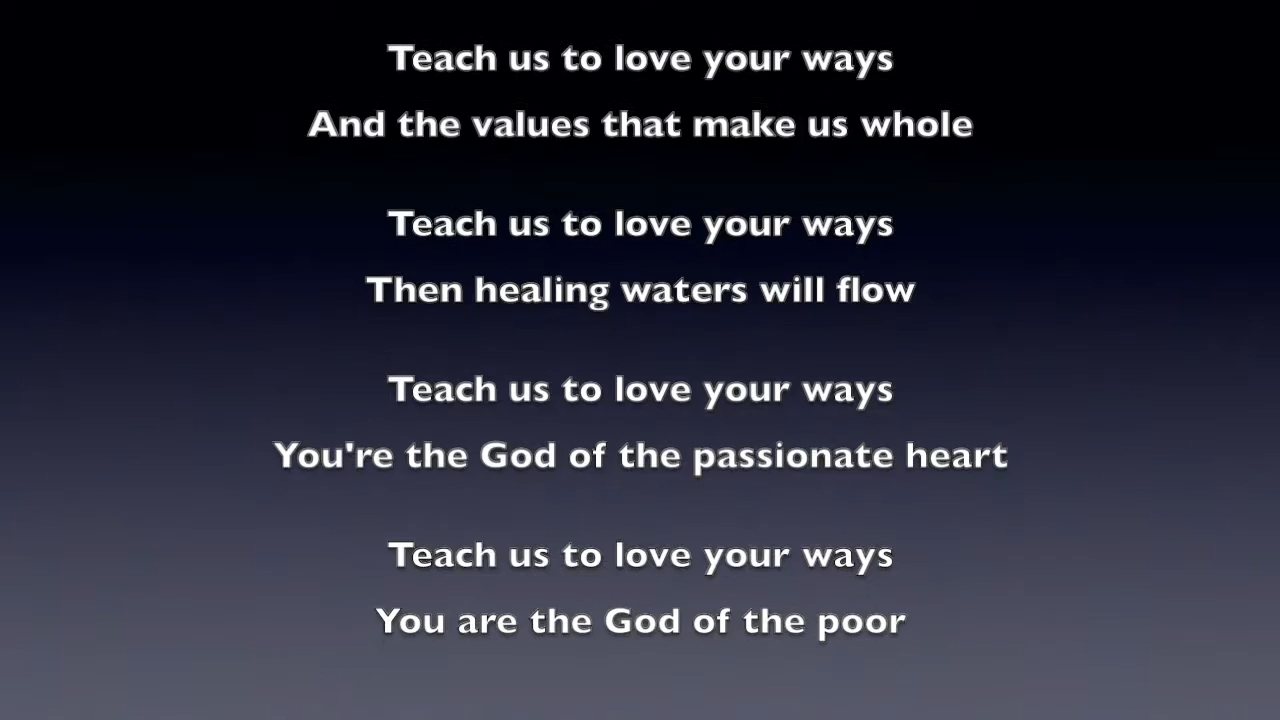 Teach us to love your ways
And the values that make us whole
Teach us to love your ways
Then healing waters will flow
Teach us to love your ways
You're the God of the passionate heart
Teach us to love your ways
You are the God of the poor